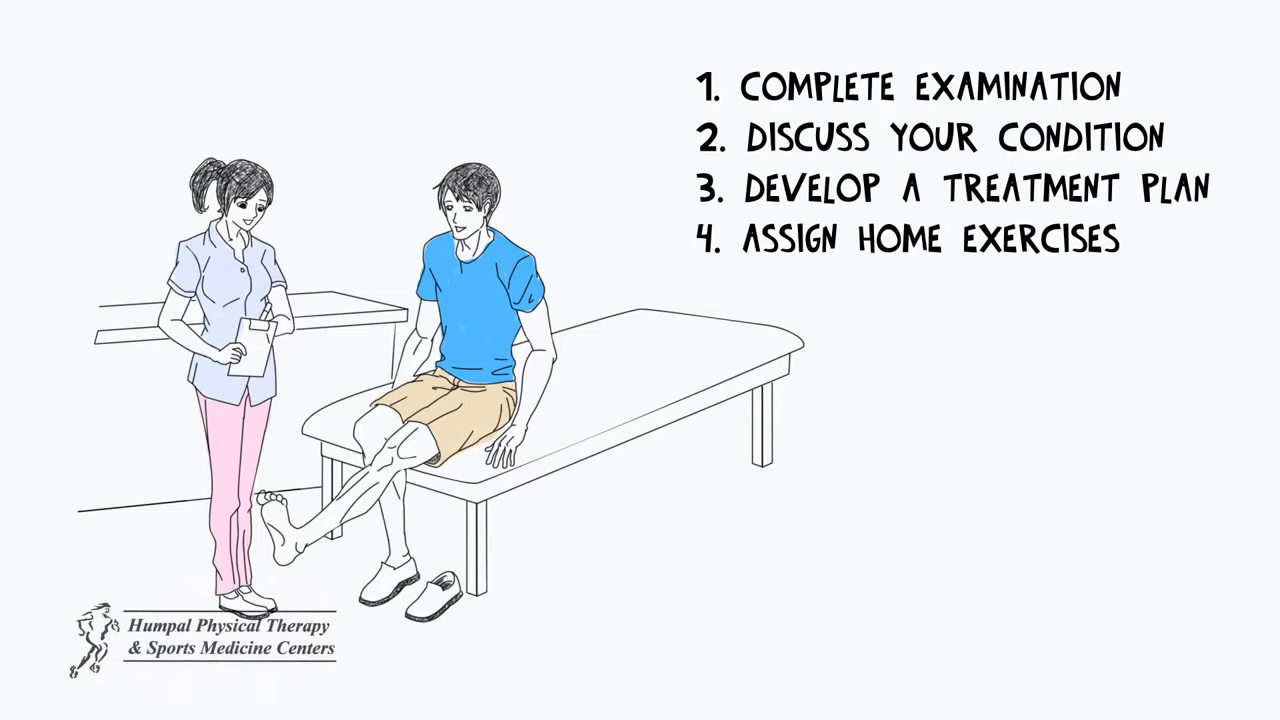 1. COMPLETE EXAMINATION
2. DISCUSS YOUR CONDITION
3. DEVELOP A TREATMENT PLAN
4. ASSIGN HOME EXERCISES
Humpal Physical Therapy
& Sports Medicine Centers